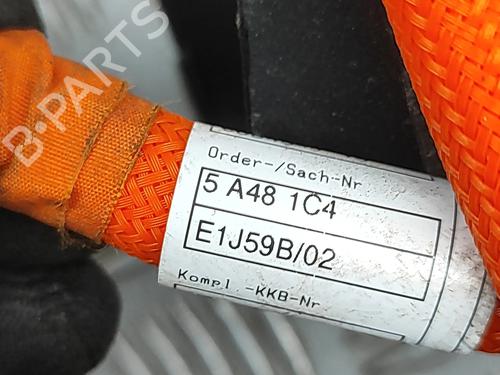 B·PARTS
Order-/Sach-Nr
5 A48 1C4
E1J59B/02
Kompl. -KKB-Nr